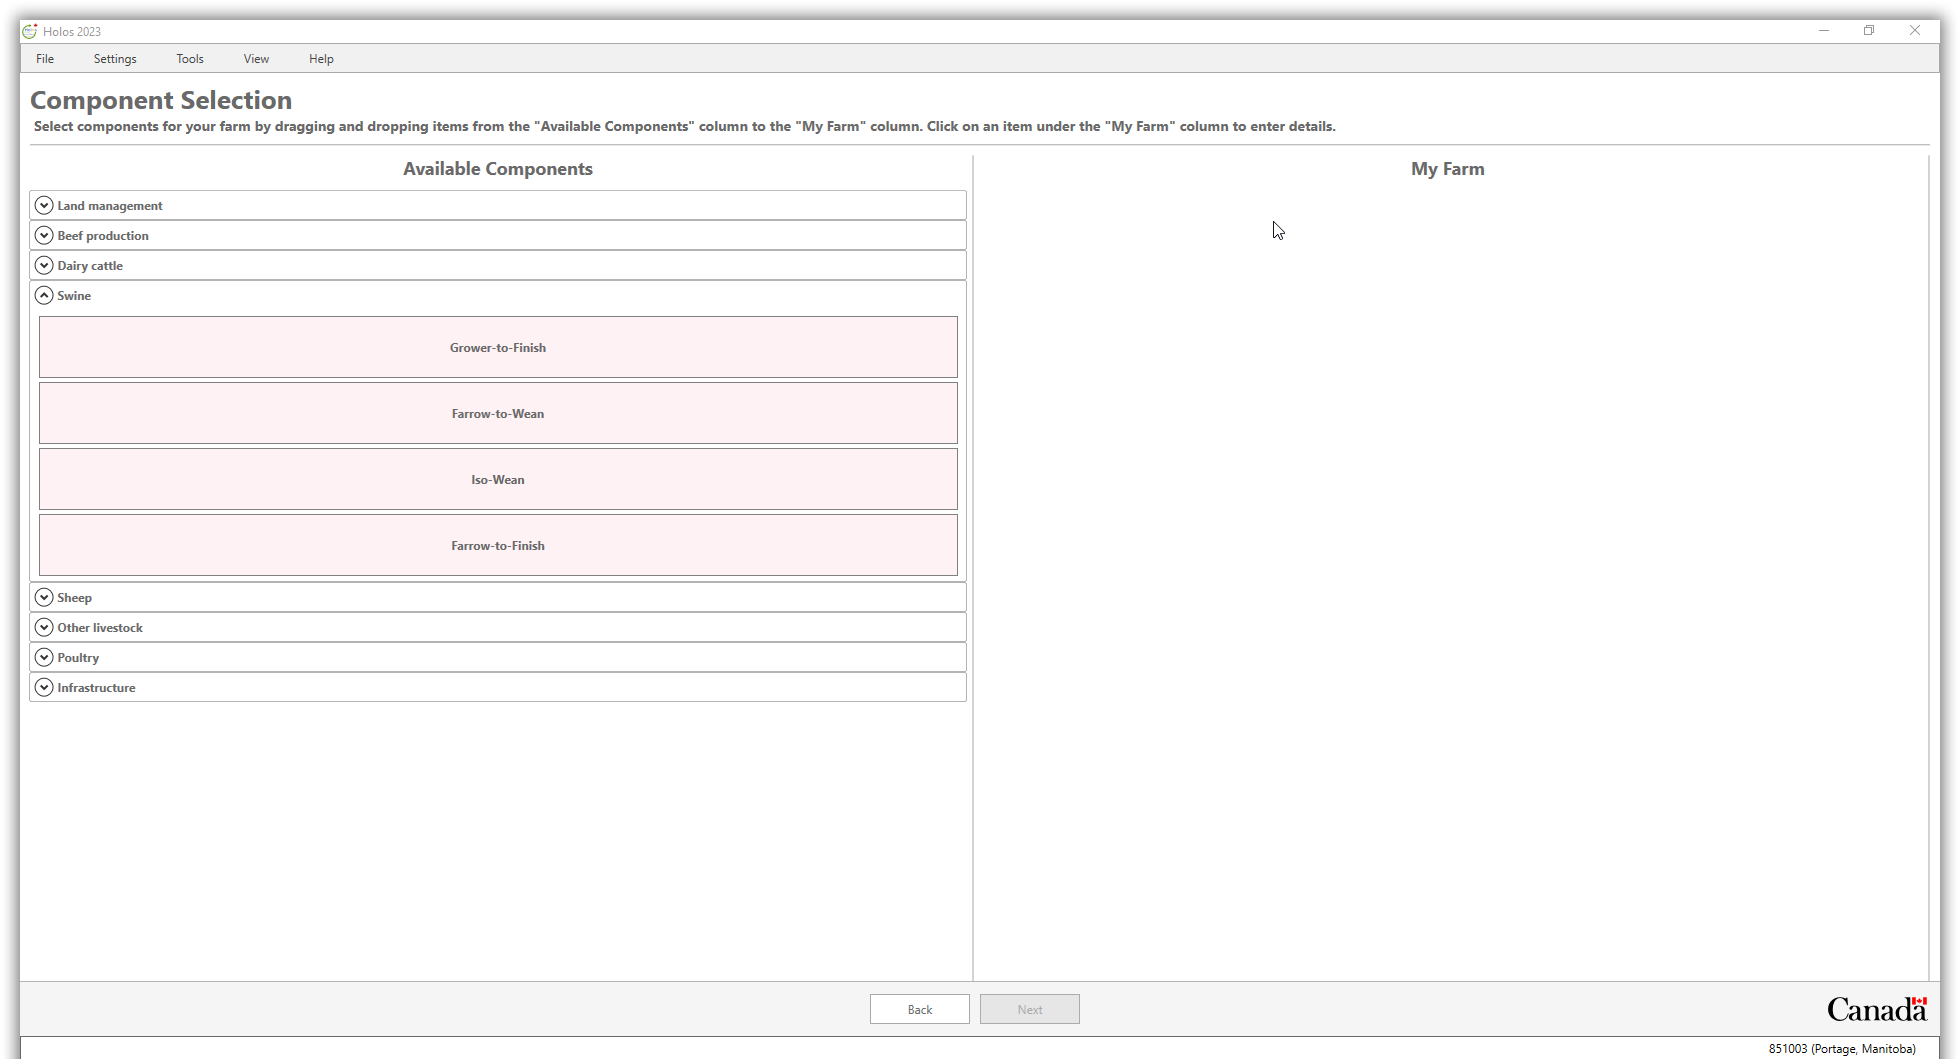 Holos 2023
File Settings Tools View Help
Component Selection
Select components for your farm by dragging and dropping items from the "Available Components" column to the "My Farm" column. Click on an item under the "My Farm" column to enter details.
Available Components
Land management
Beef production
Dairy cattle
Swine
Grower-to-Finish
Farrow-to-Wean
Iso-Wean
Farrow-to-Finish
Sheep
Other livestock
Poultry
Infrastructure
My Farm
Back Next
Canada
851003 (Portage, Manitoba)